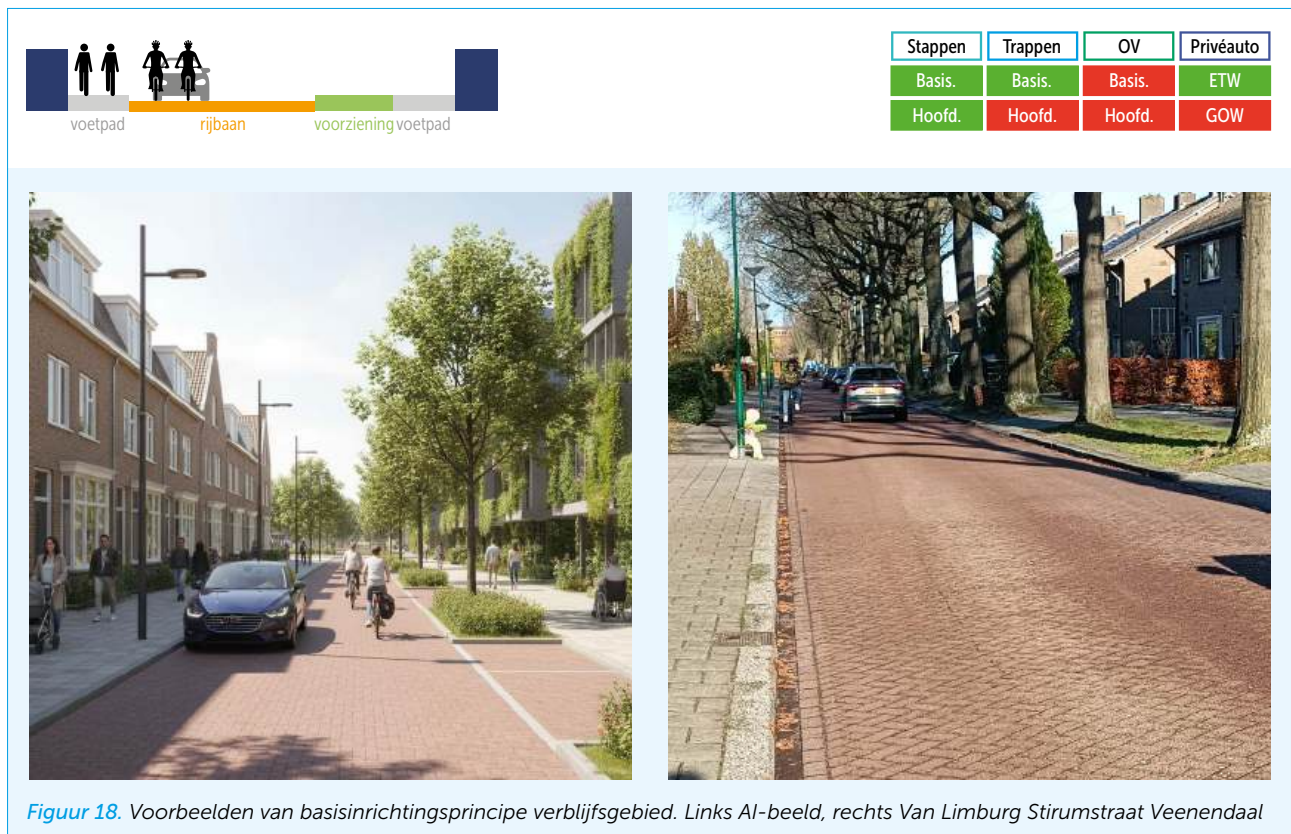 voetpad rijbaan voorziening voetpad
Stappen Trappen OV Privéauto
Basis. Basis. Basis. ETW
Hoofd. Hoofd. Hoofd. GOW
Figuur 18. Voorbeelden van basisinrichtingsprincipe verblijfsgebied. Links AI-beeld, rechts Van Limburg Stirumstraat Veenendaal